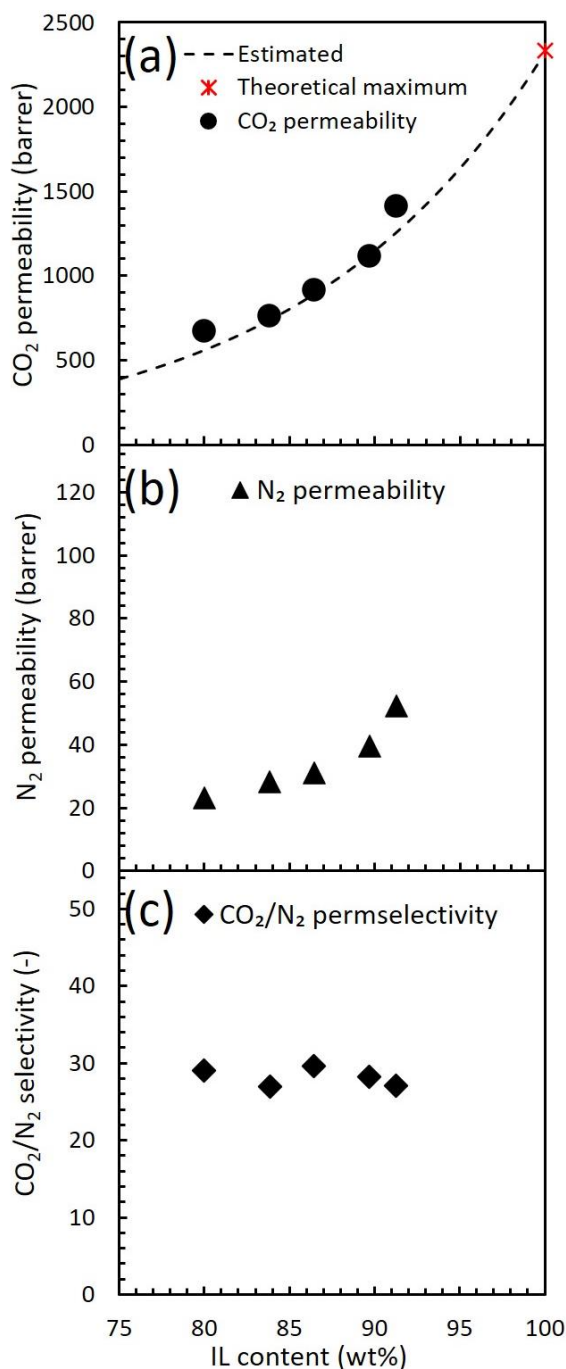 (a)
Estimated
Theoretical maximum
CO₂ permeability
CO₂ permeability (barrer)
2500
2000
1500
1000
500
0
(b)
N₂ permeability
N₂ permeability (barrer)
120
100
80
60
40
20
0
(c)
CO₂/N₂ permselectivity
CO₂/N₂ selectivity (-)
50
40
30
20
10
0
75 80 85 90 95 100
IL content (wt%)